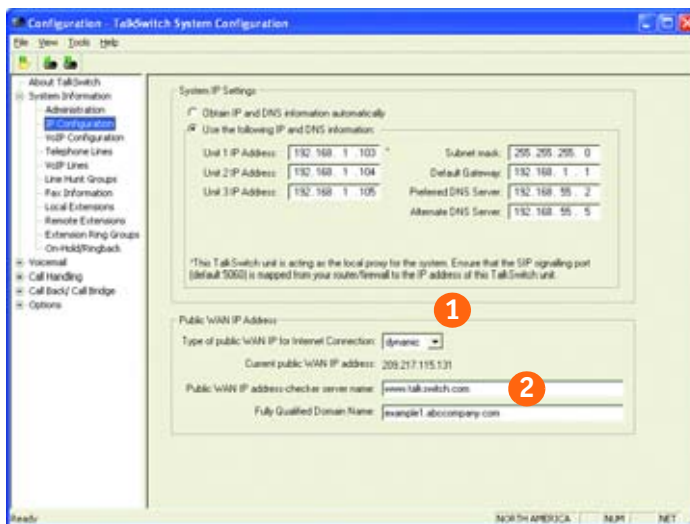 Configuration - TalkSwitch System Configuration
File View Tools Help
About TalkSwitch
System Information
Administration
IP Configuration
VoIP Configuration
Telephone Lines
VoIP Lines
Line Hunt Groups
Fax Information
Local Extensions
Remote Extensions
Extension Ring Groups
On-Hold/Ringback
Voicemail
Call Handling
Call Back/ Call Bridge
Options
System IP Settings
Obtain IP and DNS information automatically
Use the following IP and DNS information:
Unit 1 IP Address: 192 . 168 . 1 . 103 * Subnet mask: 255 . 255 . 255 . 0
Unit 2 IP Address: 192 . 168 . 1 . 104 Default Gateway: 192 . 168 . 1 . 1
Unit 3 IP Address: 192 . 168 . 1 . 105 Preferred DNS Server: 192 . 168 . 55 . 2
Alternate DNS Server: 192 . 168 . 55 . 5
*This TalkSwitch unit is acting as the local proxy for the system. Ensure that the SIP signalling port
(default 5060) is mapped from your router/firewall to the IP address of this TalkSwitch unit.
1
Public WAN IP Address
Type of public WAN IP for Internet Connection: dynamic
Current public WAN IP address: 209.217.115.131
Public WAN IP address checker server name: www.talkswitch.com
2
Fully Qualified Domain Name: example1.abccompany.com
Ready
NORTH AMERICA NUM NET